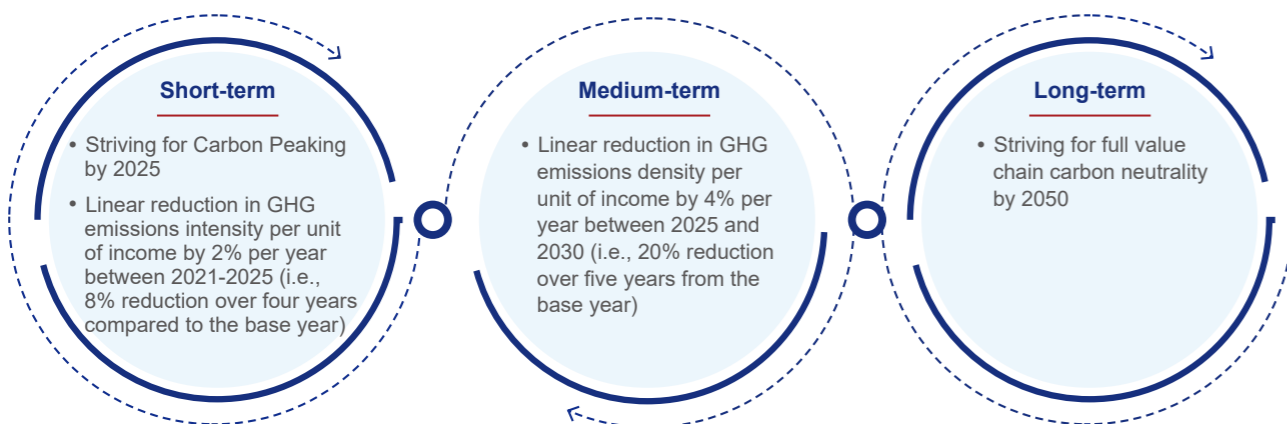 Short-term
• Striving for Carbon Peaking
by 2025
• Linear reduction in GHG
emissions intensity per unit
of income by 2% per year
between 2021-2025 (i.e.,
8% reduction over four years
compared to the base year)
Medium-term
• Linear reduction in GHG
emissions density per
unit of income by 4% per
year between 2025 and
2030 (i.e., 20% reduction
over five years from the
base year)
Long-term
• Striving for full value
chain carbon neutrality
by 2050